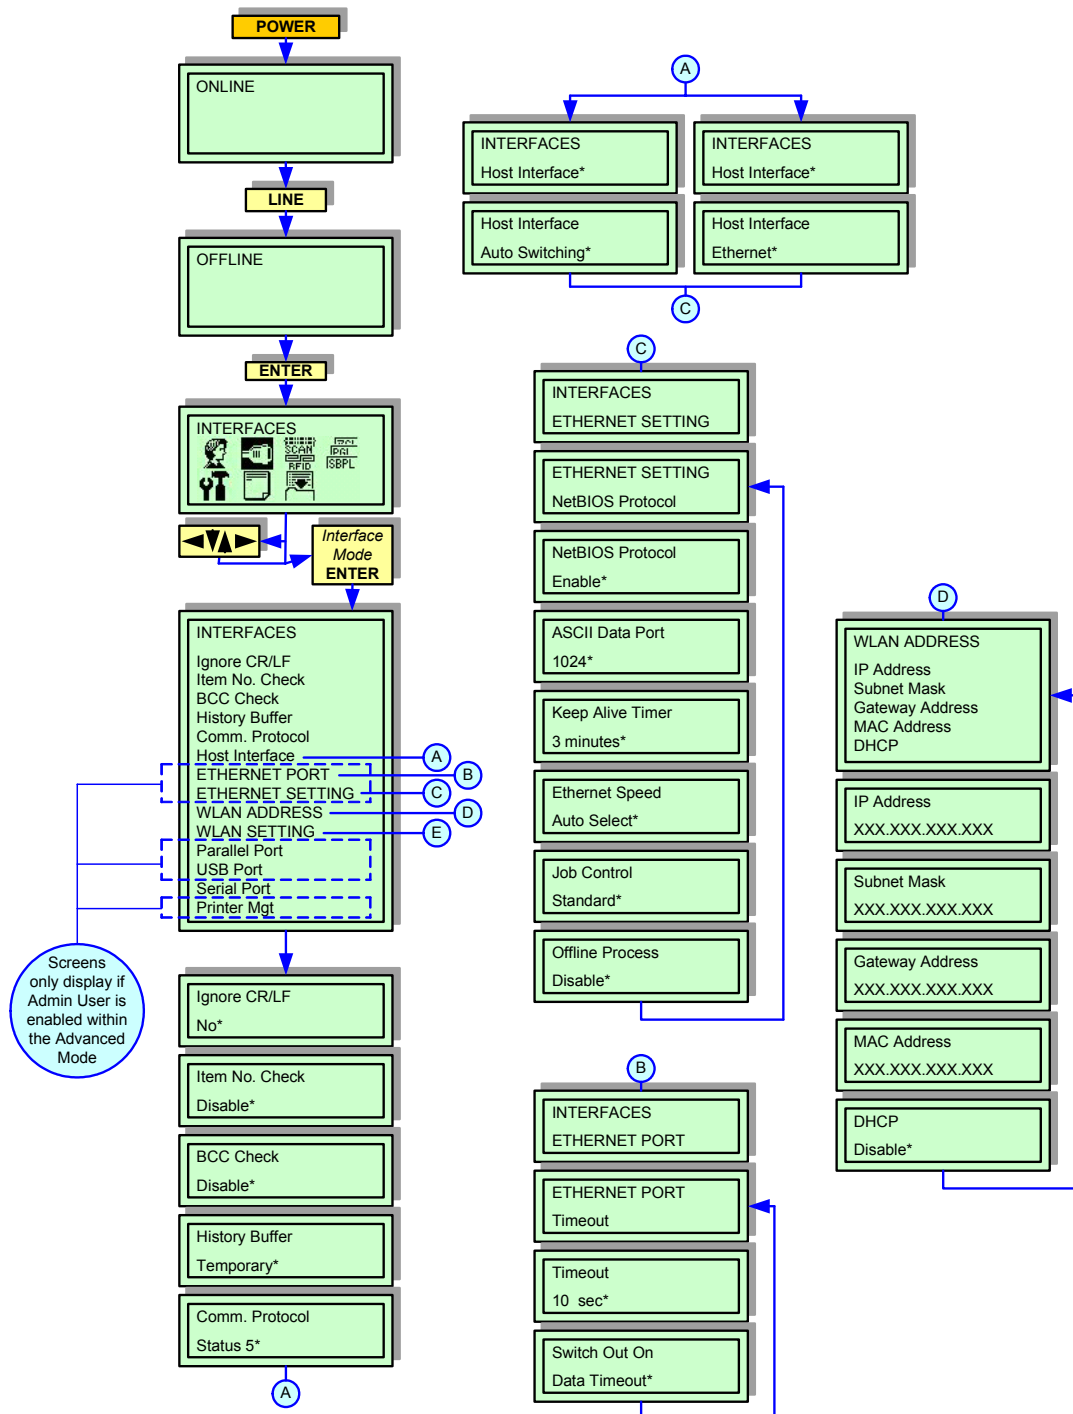 POWER
ONLINE
LINE
OFFLINE
ENTER
INTERFACES
SCAN
RFID
PGL
SBPL
Interface
Mode
ENTER
INTERFACES
Ignore CR/LF
Item No. Check
BCC Check
History Buffer
Comm. Protocol
Host Interface
A
ETHERNET PORT
B
ETHERNET SETTING
C
WLAN ADDRESS
D
WLAN SETTING
E
Parallel Port
USB Port
Serial Port
Printer Mgt
Screens
only display if
Admin User is
enabled within
the Advanced
Mode
Ignore CR/LF
No*
Item No. Check
Disable*
BCC Check
Disable*
History Buffer
Temporary*
Comm. Protocol
Status 5*
A
A
INTERFACES
Host Interface*
Host Interface
Auto Switching*
INTERFACES
Host Interface*
Host Interface
Ethernet*
C
C
INTERFACES
ETHERNET SETTING
ETHERNET SETTING
NetBIOS Protocol
NetBIOS Protocol
Enable*
ASCII Data Port
1024*
Keep Alive Timer
3 minutes*
Ethernet Speed
Auto Select*
Job Control
Standard*
Offline Process
Disable*
B
INTERFACES
ETHERNET PORT
ETHERNET PORT
Timeout
Timeout
10 sec*
Switch Out On
Data Timeout*
D
WLAN ADDRESS
IP Address
Subnet Mask
Gateway Address
MAC Address
DHCP
IP Address
XXX.XXX.XXX.XXX
Subnet Mask
XXX.XXX.XXX.XXX
Gateway Address
XXX.XXX.XXX.XXX
MAC Address
XXX.XXX.XXX.XXX
DHCP
Disable*